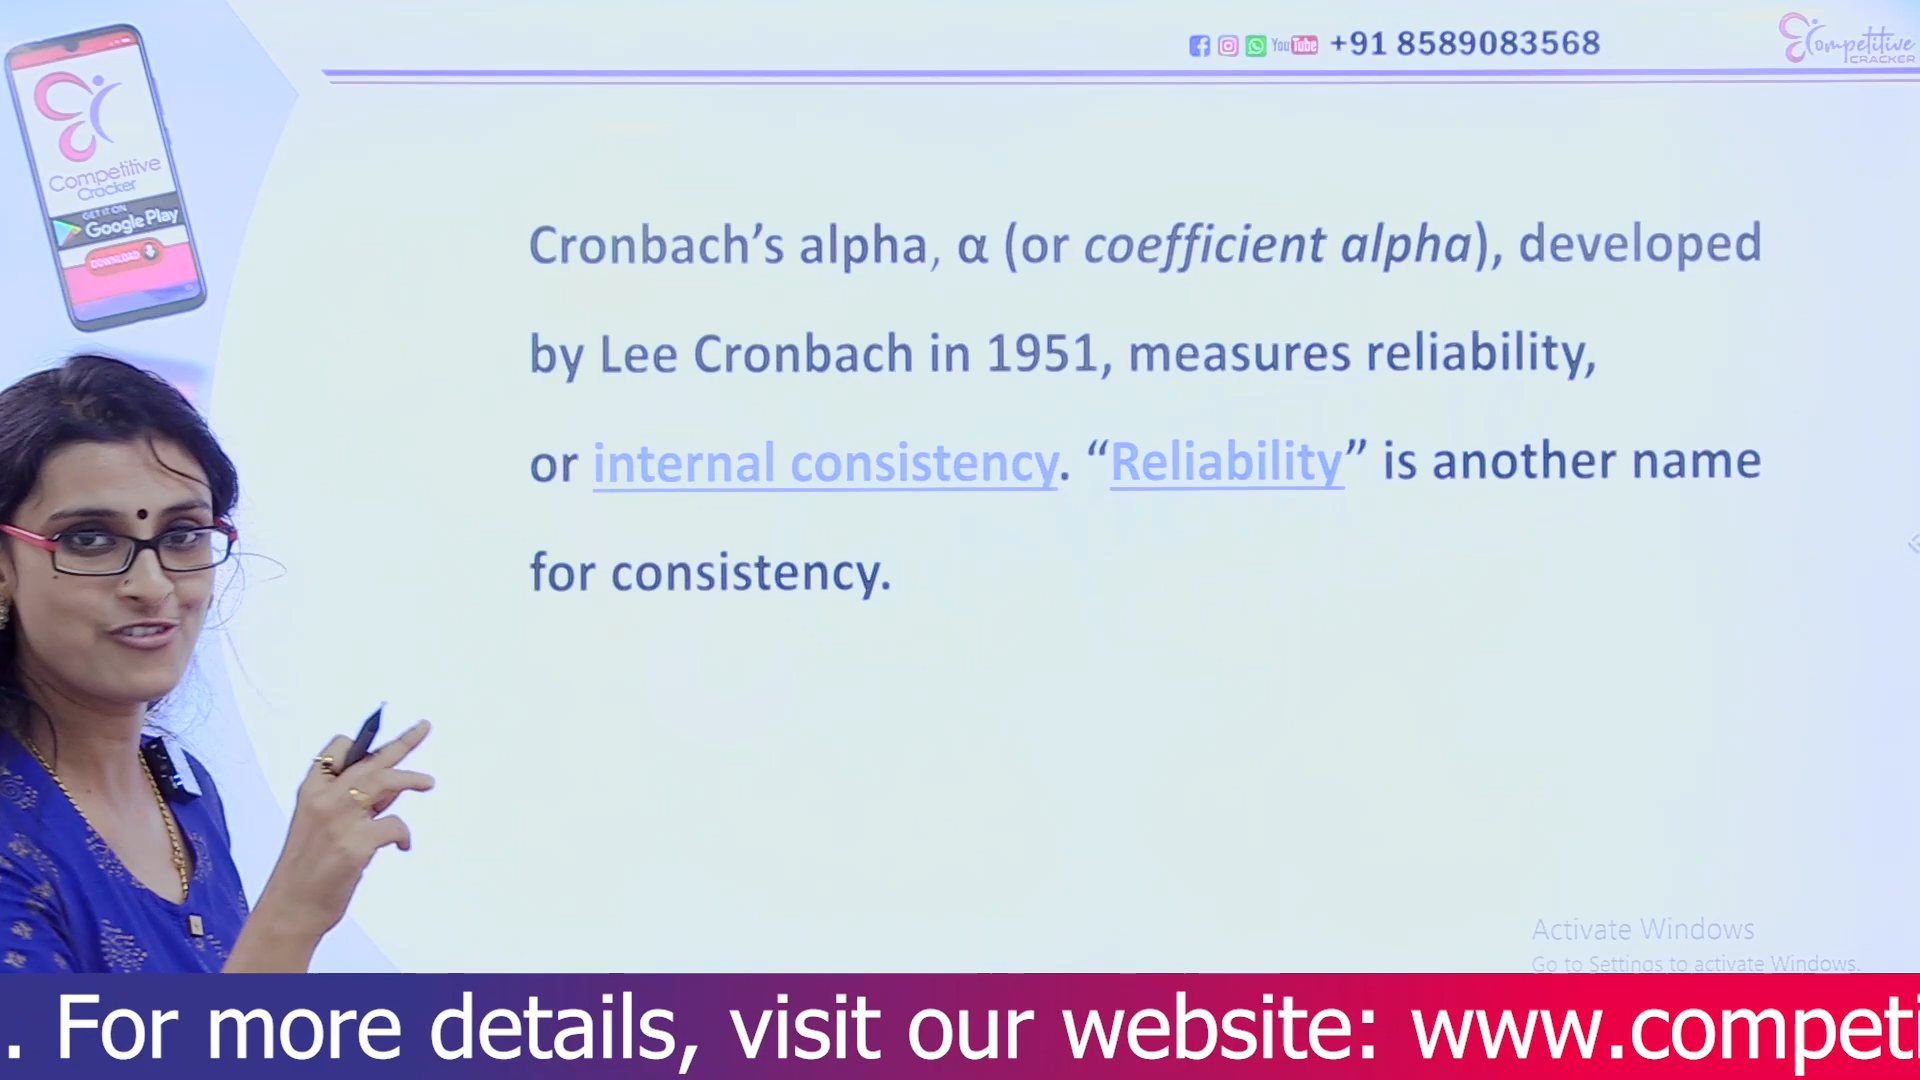 +91 8589083568
Competitive
CRACKER
Competitive
Cracker
GET IT ON
Google Play
DOWNLOAD
You Tube
Cronbach’s alpha, α (or coefficient alpha), developed
by Lee Cronbach in 1951, measures reliability,
or internal consistency. “Reliability” is another name
for consistency.
Activate Windows
Go to Settings to activate Windows.
. For more details, visit our website: www.competi